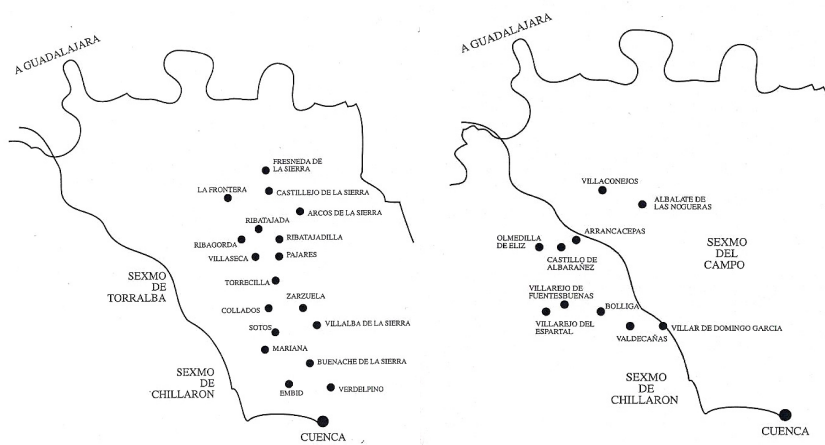 A GUADALAJARA
FRESNEDA DE
LA SIERRA
LA FRONTERA
CASTILLEJO DE LA SIERRA
ARCOS DE LA SIERRA
RIBATAJADA
RIBAGORDA
RIBATAJADILLA
VILLASECA
PAJARES
SEXMO
DE
TORRALBA
TORRECILLA
ZARZUELA
COLLADOS
VILLALBA DE LA SIERRA
SOTOS
MARIANA
BUENACHE DE LA SIERRA
SEXMO
DE
CHILLARON
EMBID
VERDELPINO
CUENCA
A GUADALAJARA
VILLACONEJOS
ALBALATE DE
LAS NOGUERAS
ARRANCACEPAS
OLMEDILLA
DE ELIZ
CASTILLO DE
ALBARAÑEZ
SEXMO
DEL
CAMPO
VILLAREJO DE
FUENTESBUENAS
BOLLIGA
VILLAREJO DEL
ESPARTAL
VALDECAÑAS
VILLAR DE DOMINGO GARCIA
SEXMO
DE
CHILLARON
CUENCA